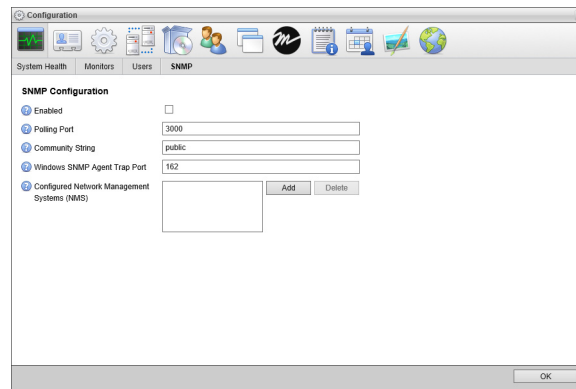 Configuration
System Health Monitors Users SNMP
SNMP Configuration
Enabled
Polling Port 3000
Community String public
Windows SNMP Agent Trap Port 162
Configured Network Management Add Delete
Systems (NMS)
OK